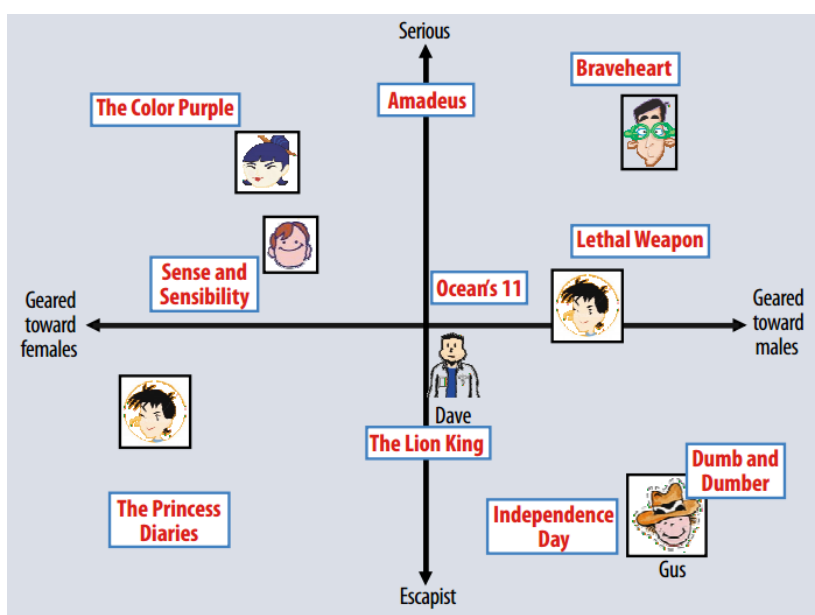 Serious
Braveheart
Amadeus
The Color Purple
Lethal Weapon
Sense and
Sensibility
Ocean's 11
Geared
toward
females
Geared
toward
males
Dave
The Lion King
Dumb and
Dumber
The Princess
Diaries
Independence
Day
Gus
Escapist